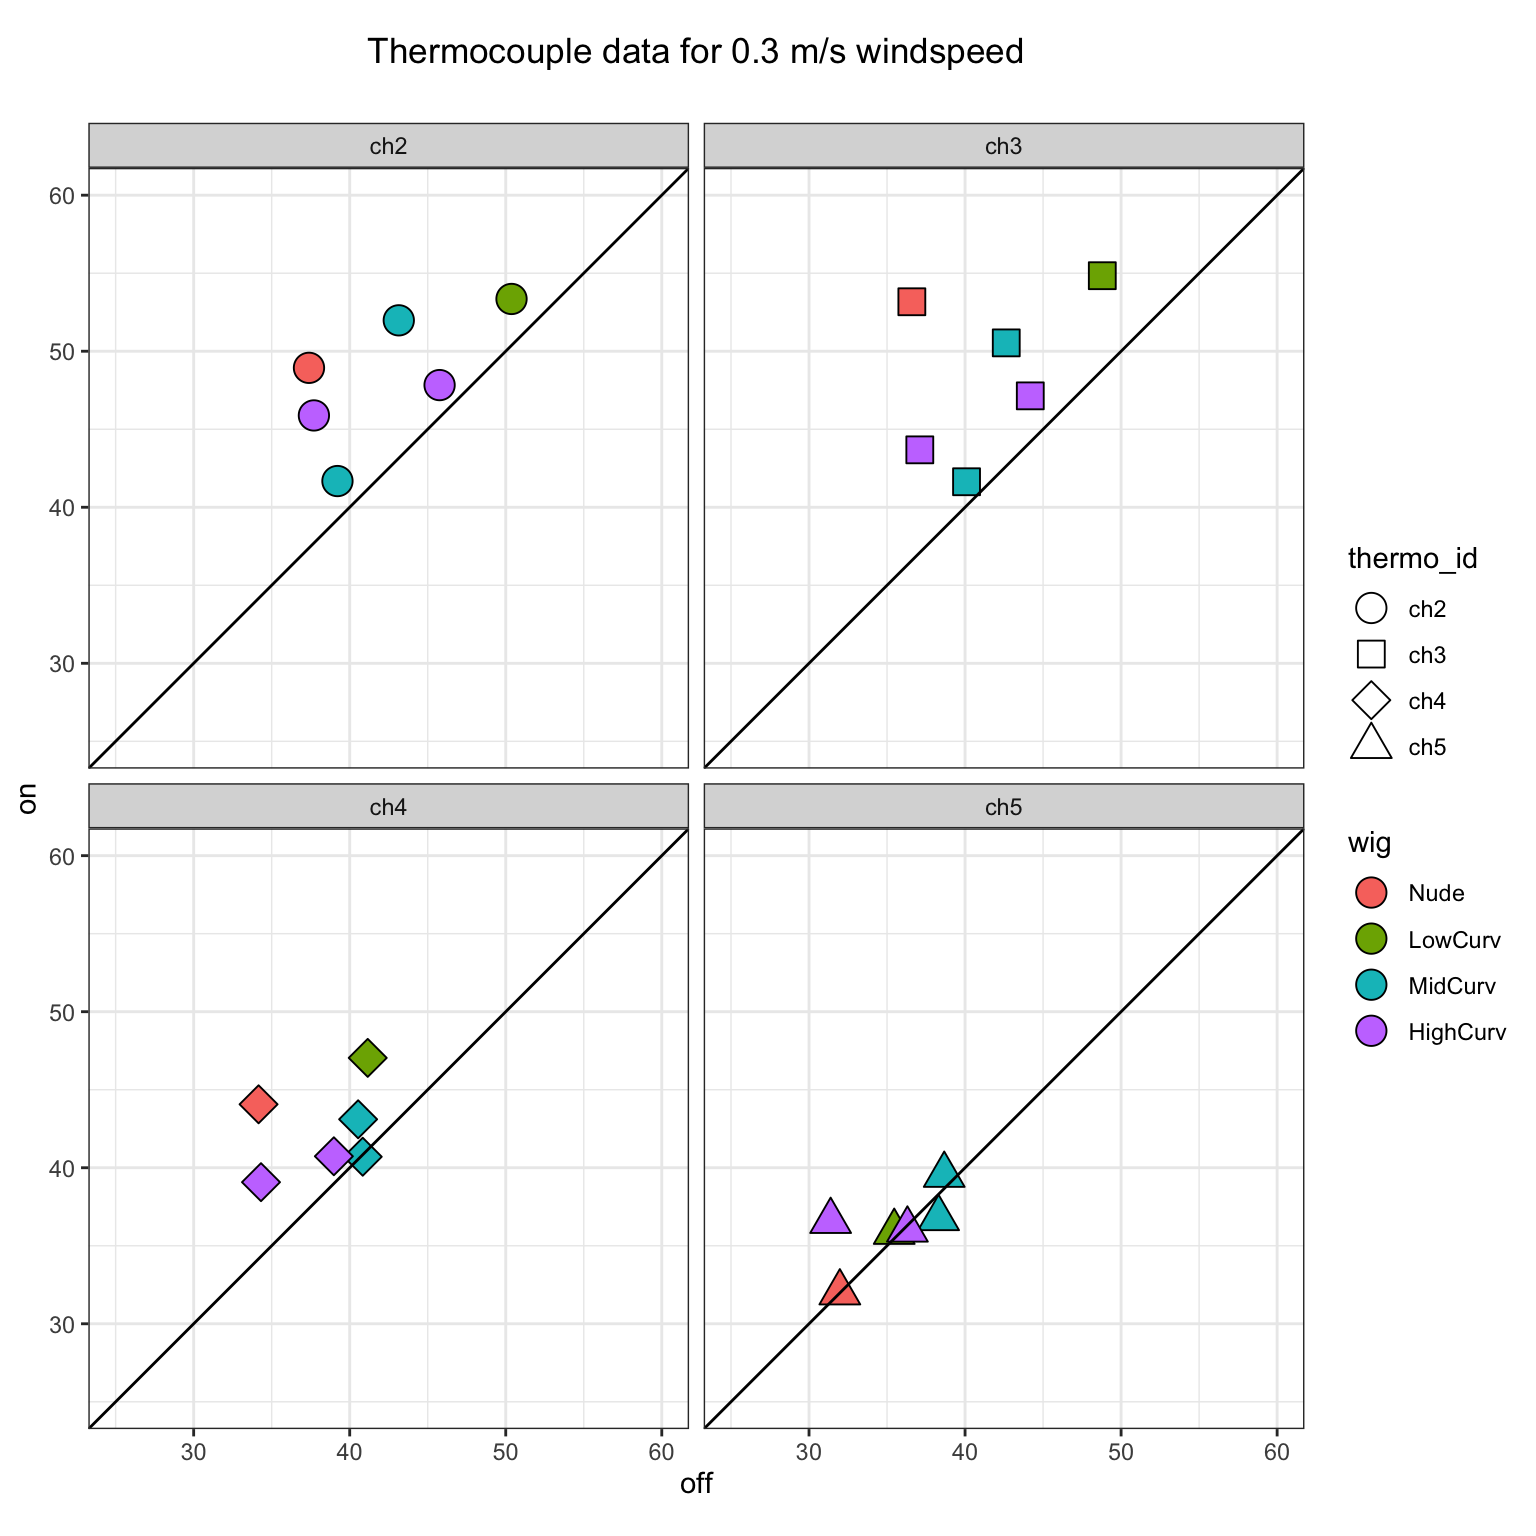 Thermocouple data for 0.3 m/s windspeed
ch2
ch3
60
50
40
30
on
ch4
ch5
60
50
40
30
30
40
50
60
30
40
50
60
off
thermo_id
ch2
ch3
ch4
ch5
wig
Nude
LowCurv
MidCurv
HighCurv